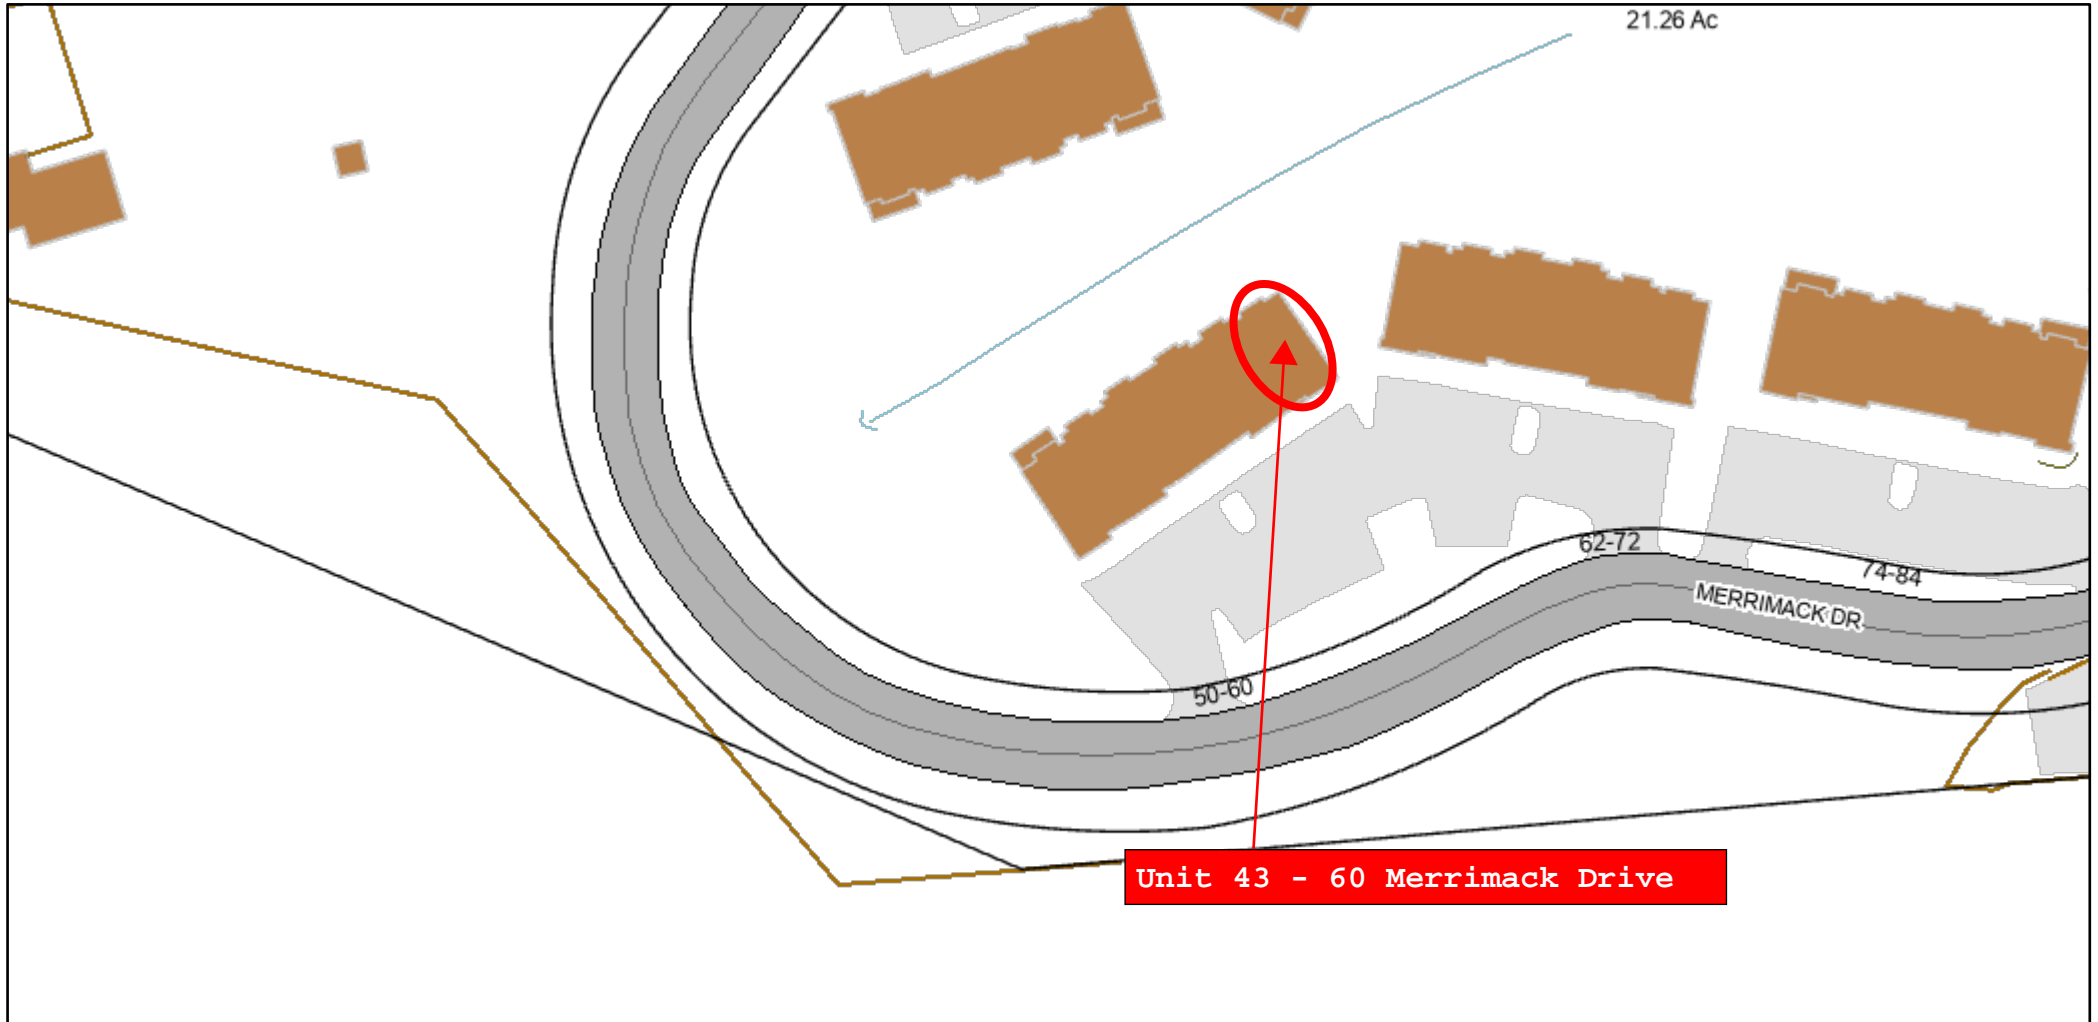 21.26 Ac
62-72
74-84
MERRIMACK DR
50-60
Unit 43 - 60 Merrimack Drive